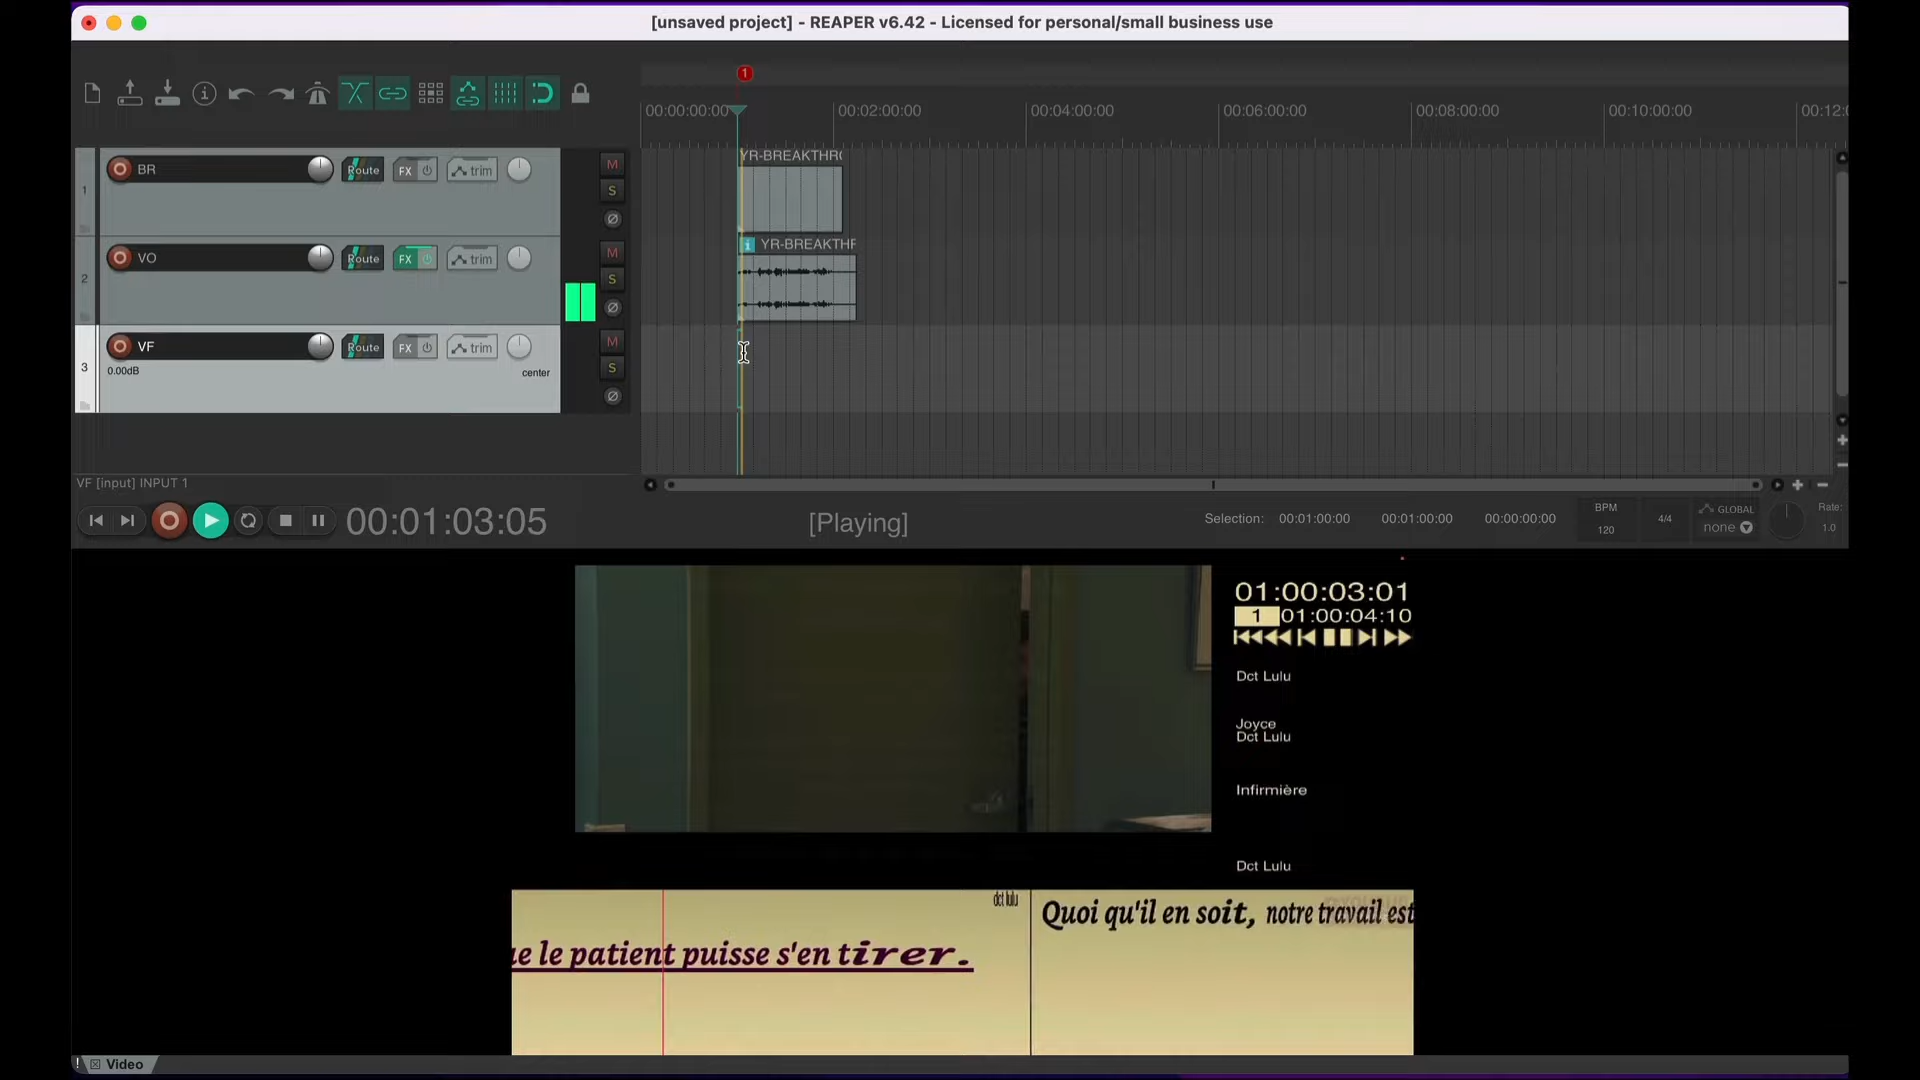 [unsaved project] - REAPER v6.42 - Licensed for personal/small business use
1
00:00:00:00
00:02:00:00
00:04:00:00
00:06:00:00
00:08:00:00
00:10:00:00
00:12:
1
BR
Route
FX
trim
M
S
YR-BREAKTHR
2
VO
Route
FX
trim
M
S
i YR-BREAKTH
3
VF
Route
FX
trim
M
S
0.00dB
center
VF [input] INPUT 1
00:01:03:05
[Playing]
Selection:
00:01:00:00
00:01:00:00
00:00:00:00
BPM
120
4/4
GLOBAL
none
Rate:
1.0
01:00:03:01
1 01:00:04:10
Dct Lulu
Joyce
Dct Lulu
Infirmière
Dct Lulu
dct lulu
Quoi qu'il en soit, notre travail est
le patient puisse s'en tirer.
! Video